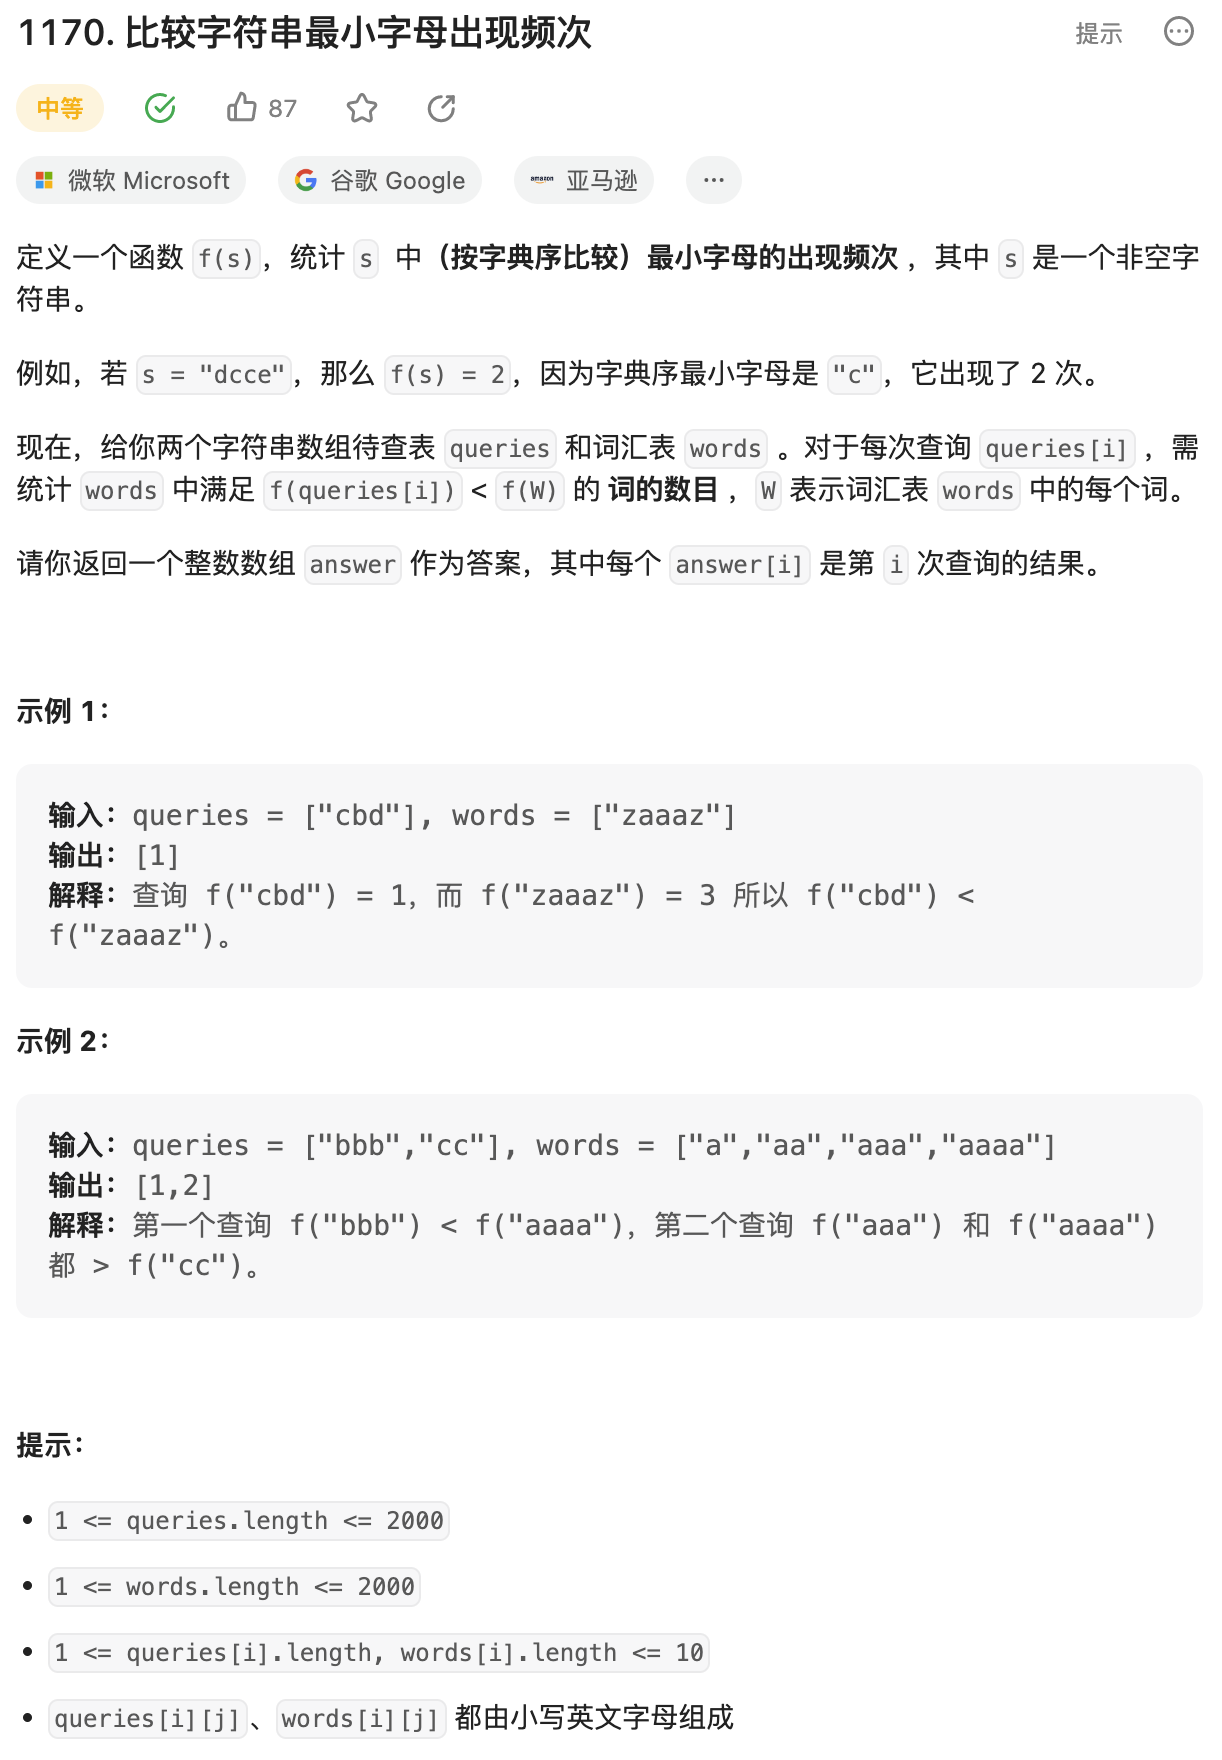 1170. 比较字符串最小字母出现频次
提示
中等
87
微软 Microsoft
谷歌 Google
amazon 亚马逊
...
定义一个函数 f(s)，统计 s 中（按字典序比较）最小字母的出现频次 ，其中 s 是一个非空字
符串。
例如，若 s = "dcce"，那么 f(s) = 2，因为字典序最小字母是 "c"，它出现了 2 次。
现在，给你两个字符串数组待查表 queries 和词汇表 words 。对于每次查询 queries[i] ，需
统计 words 中满足 f(queries[i]) < f(W) 的 词的数目 ，W 表示词汇表 words 中的每个词。
请你返回一个整数数组 answer 作为答案，其中每个 answer[i] 是第 i 次查询的结果。
示例 1：
输入：queries = ["cbd"], words = ["zaaaz"]
输出：[1]
解释：查询 f("cbd") = 1，而 f("zaaaz") = 3 所以 f("cbd") <
f("zaaaz")。
示例 2：
输入：queries = ["bbb","cc"], words = ["a","aa","aaa","aaaa"]
输出：[1,2]
解释：第一个查询 f("bbb") < f("aaaa")，第二个查询 f("aaa") 和 f("aaaa")
都 > f("cc")。
提示：
• 1 <= queries.length <= 2000
• 1 <= words.length <= 2000
• 1 <= queries[i].length, words[i].length <= 10
• queries[i][j]、words[i][j] 都由小写英文字母组成